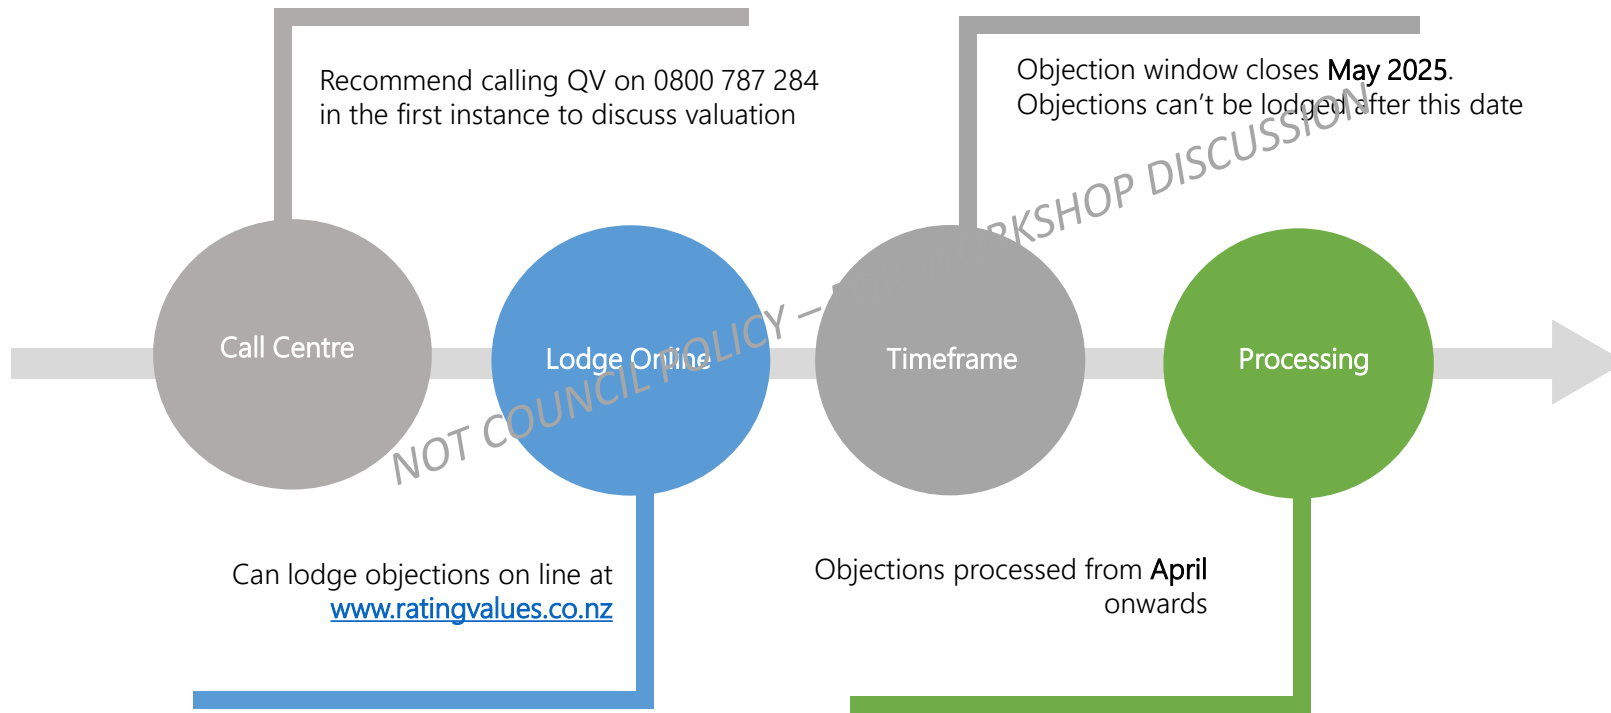 Recommend calling QV on 0800 787 284
in the first instance to discuss valuation
Objection window closes May 2025.
Objections can’t be lodged after this date
Call Centre
Lodge Online
Timeframe
Processing
NOT COUNCIL POLICY – WORKSHOP DISCUSSION
Can lodge objections on line at
www.ratingvalues.co.nz
Objections processed from April
onwards